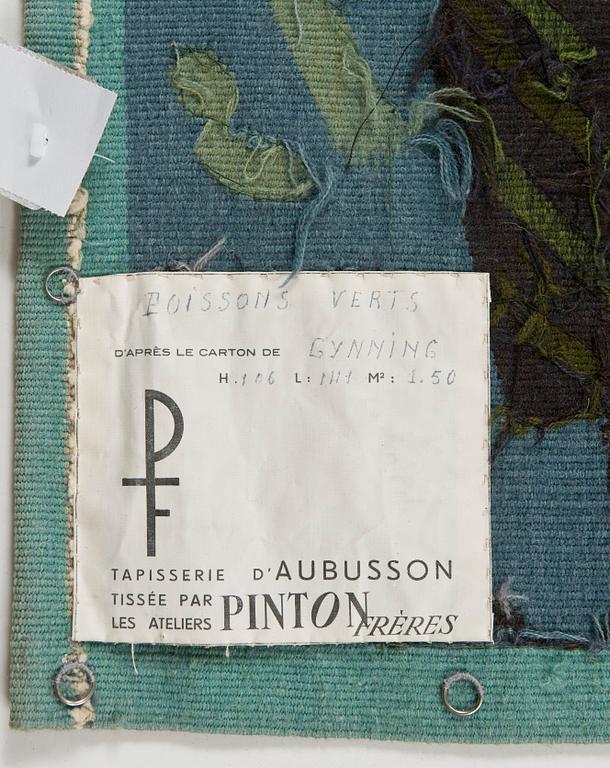 POISSONS VERTS
D'APRÈS LE CARTON DE GYNNING
H. 106 L: 141 M²: 1.50
PF
TAPISSERIE D'AUBUSSON
TISSÉE PAR
LES ATELIERS PINTON FRÈRES